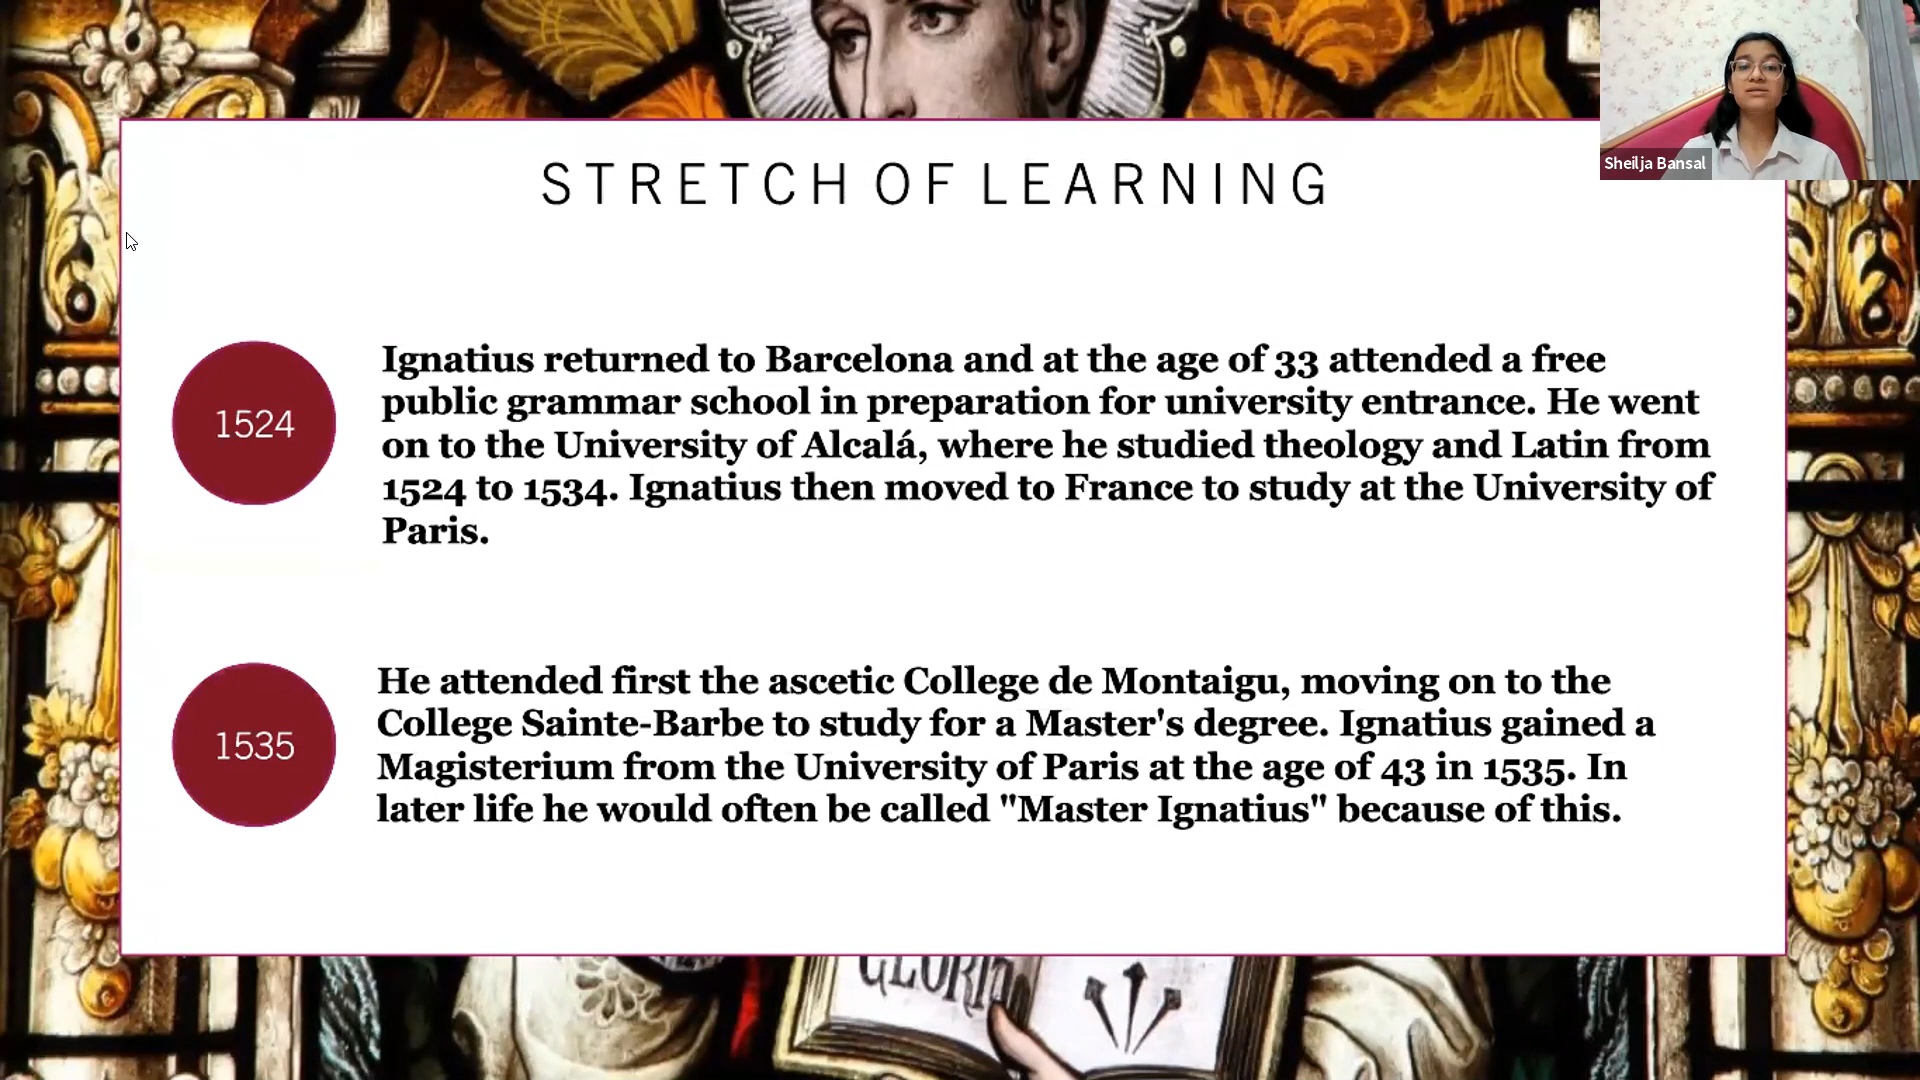 Sheilja Bansal
STRETCH OF LEARNING
1524
Ignatius returned to Barcelona and at the age of 33 attended a free
public grammar school in preparation for university entrance. He went
on to the University of Alcalá, where he studied theology and Latin from
1524 to 1534. Ignatius then moved to France to study at the University of
Paris.
1535
He attended first the ascetic College de Montaigu, moving on to the
College Sainte-Barbe to study for a Master's degree. Ignatius gained a
Magisterium from the University of Paris at the age of 43 in 1535. In
later life he would often be called "Master Ignatius" because of this.